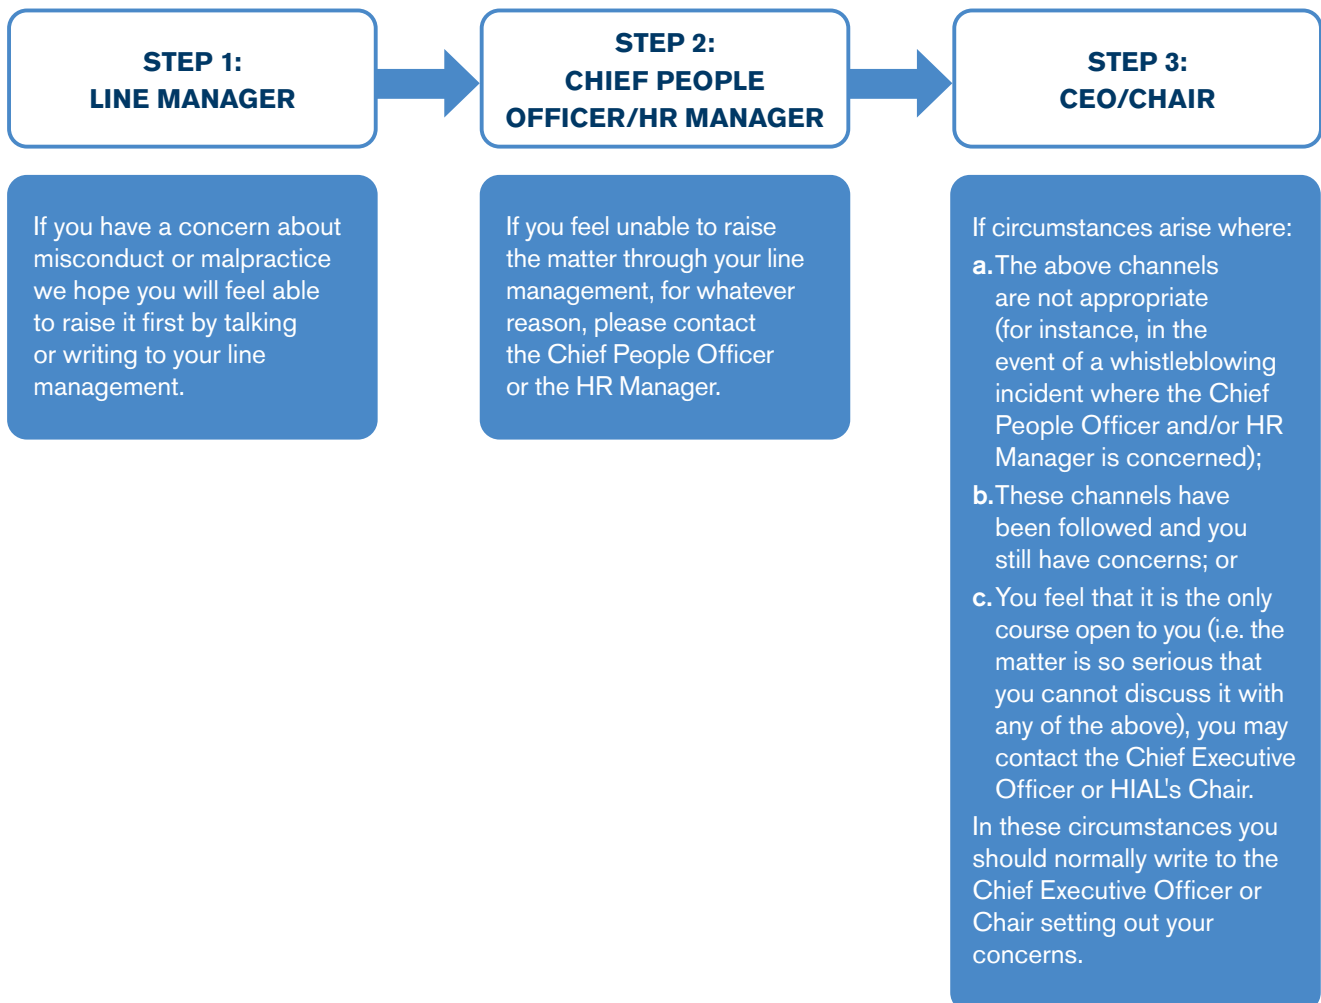 STEP 1:
LINE MANAGER
If you have a concern about
misconduct or malpractice
we hope you will feel able
to raise it first by talking
or writing to your line
management.
STEP 2:
CHIEF PEOPLE
OFFICER/HR MANAGER
If you feel unable to raise
the matter through your line
management, for whatever
reason, please contact
the Chief People Officer
or the HR Manager.
STEP 3:
CEO/CHAIR
If circumstances arise where:
a. The above channels
are not appropriate
(for instance, in the
event of a whistleblowing
incident where the Chief
People Officer and/or HR
Manager is concerned);
b. These channels have
been followed and you
still have concerns; or
c. You feel that it is the only
course open to you (i.e. the
matter is so serious that
you cannot discuss it with
any of the above), you may
contact the Chief Executive
Officer or HIAL's Chair.
In these circumstances you
should normally write to the
Chief Executive Officer or
Chair setting out your
concerns.